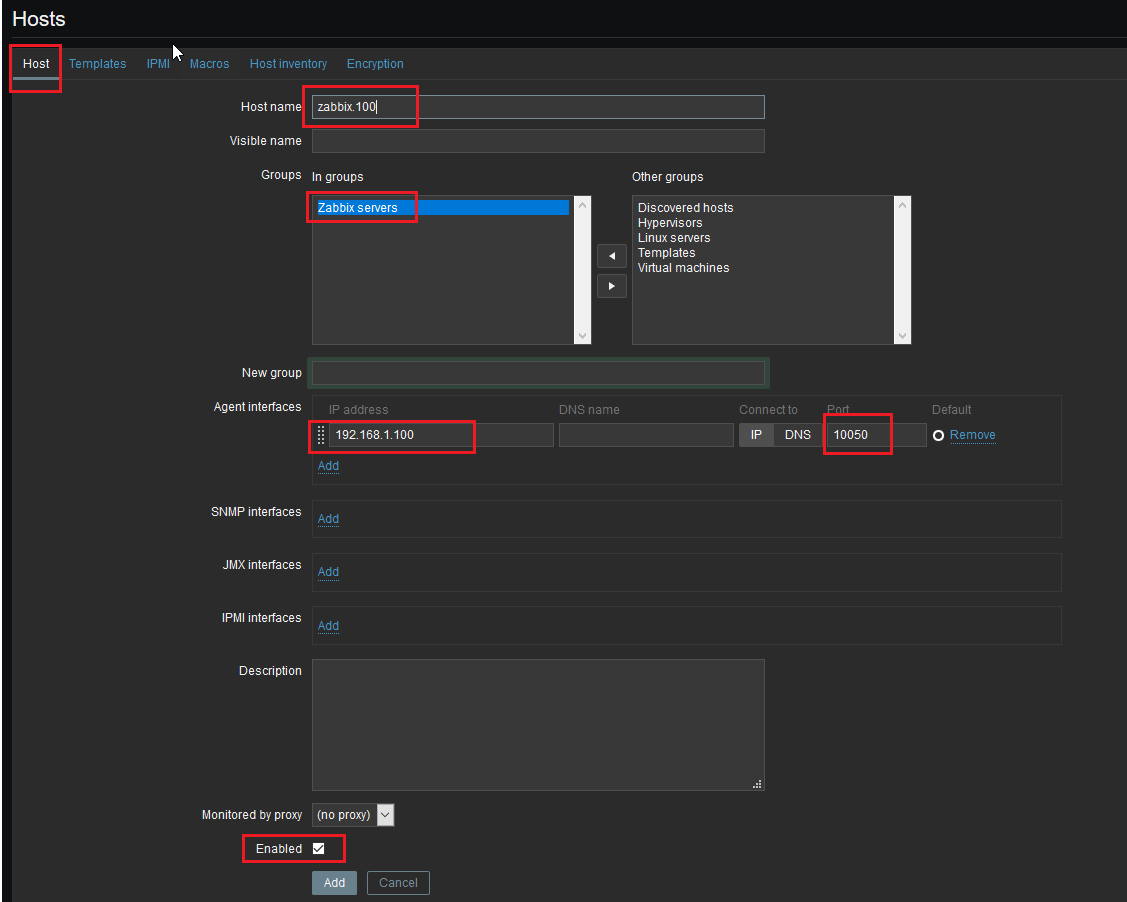 Hosts
Host Templates IPMI Macros Host inventory Encryption
Host name zabbix.100
Visible name
Groups In groups Other groups
Zabbix servers Discovered hosts
Hypervisors
Linux servers
Templates
Virtual machines
New group
Agent interfaces IP address DNS name Connect to Port Default
192.168.1.100 IP DNS 10050 Remove
Add
SNMP interfaces Add
JMX interfaces Add
IPMI interfaces Add
Description
Monitored by proxy (no proxy)
Enabled
Add Cancel